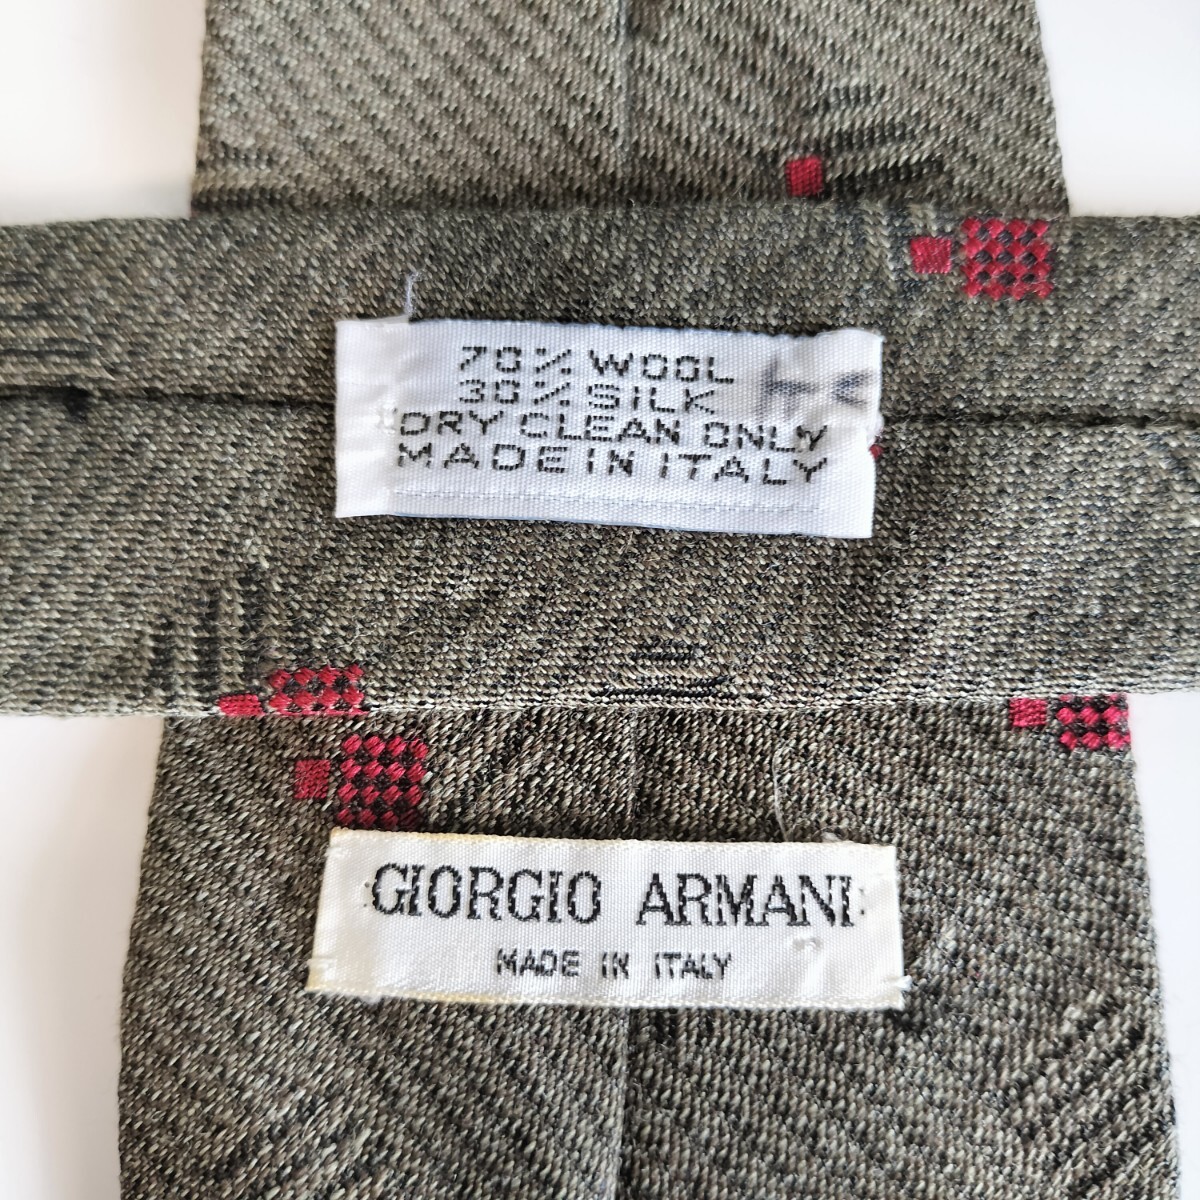 70% WOOL
30% SILK
DRY CLEAN ONLY
MADE IN ITALY
GIORGIO ARMANI
MADE IN ITALY